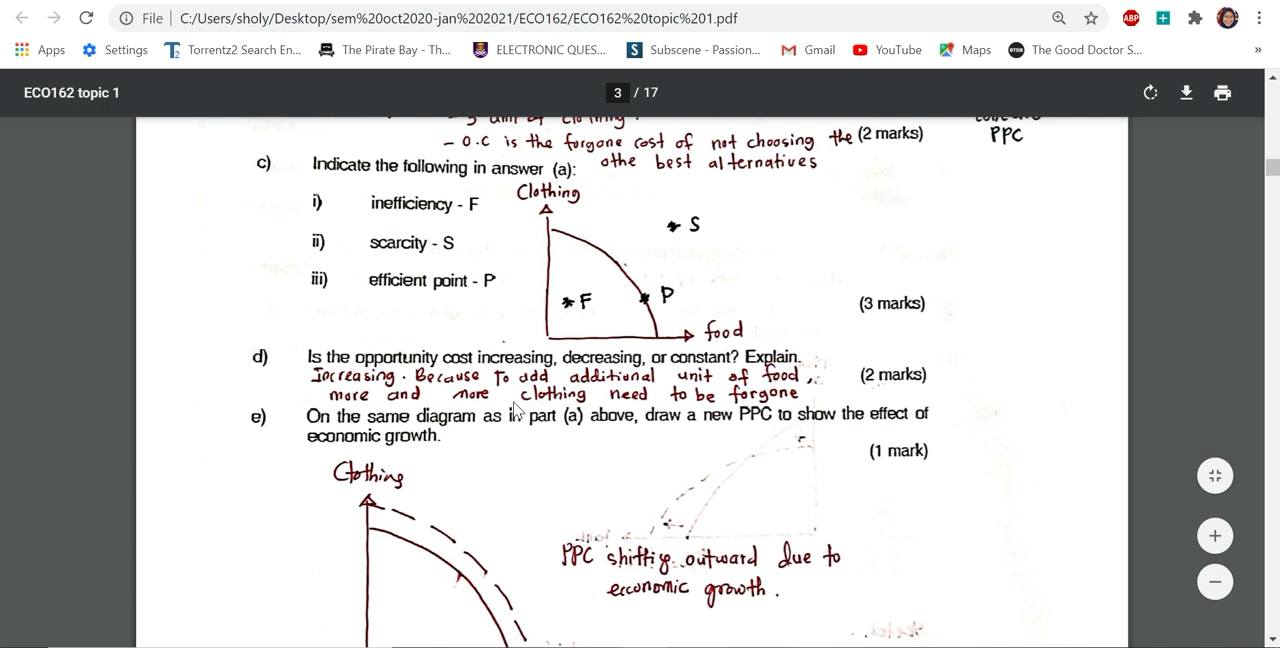 File
C:/Users/sholy/Desktop/sem%20oct2020-jan%202021/ECO162/ECO162%20topic%201.pdf
ABP
Apps
Settings
Torrentz2 Search En...
The Pirate Bay - Th...
ELECTRONIC QUES...
Subscene - Passion...
Gmail
YouTube
Maps
The Good Doctor S...
»
ECO162 topic 1
3 / 17
- 3 unit of clothing.
- O.C is the forgone cost of not choosing the (2 marks)
othe best alternatives
PPC
c) Indicate the following in answer (a):
Clothing
i) inefficiency - F
S
ii) scarcity - S
iii) efficient point - P
F P
(3 marks)
food
d) Is the opportunity cost increasing, decreasing, or constant? Explain.
Increasing. Because To add additional unit of food, (2 marks)
more and more clothing need to be forgone
e) On the same diagram as in part (a) above, draw a new PPC to show the effect of
economic growth.
(1 mark)
Clothing
PPC shifting outward due to
ecconomic growth.